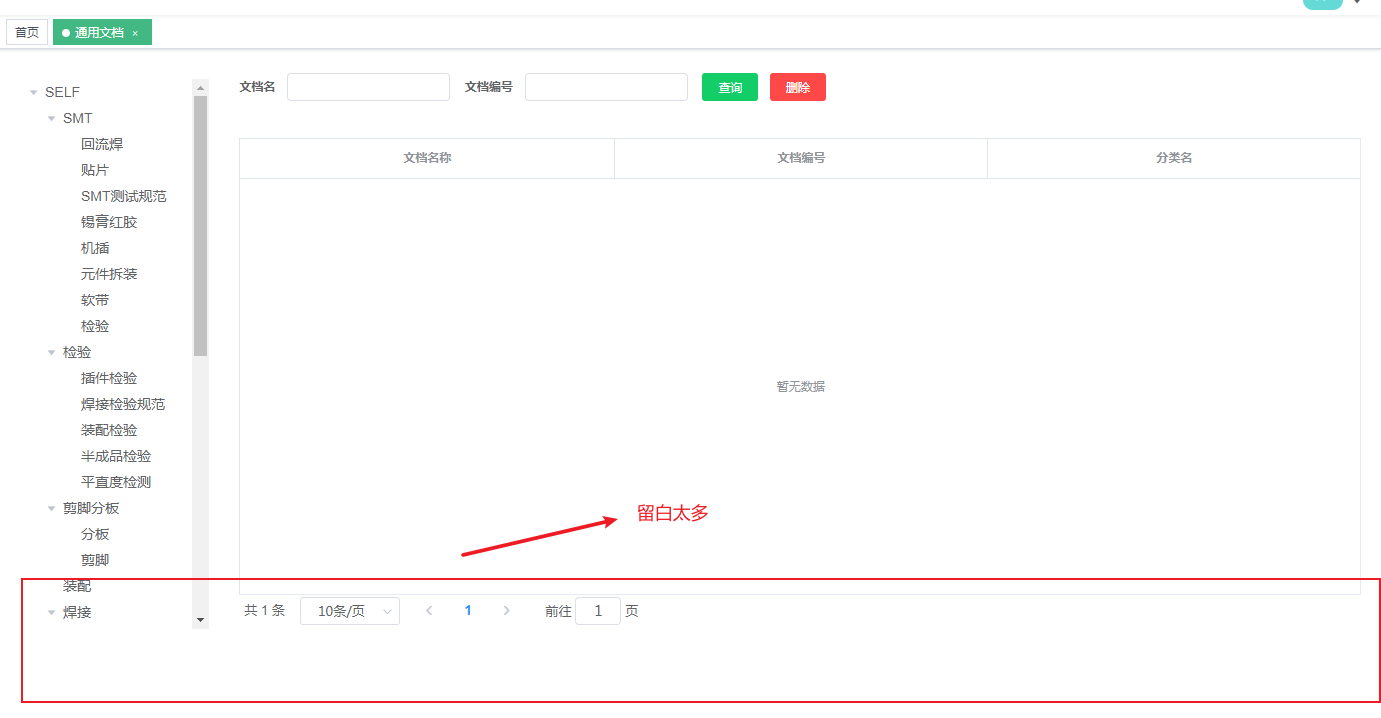 首页
通用文档 ×
SELF
SMT
回流焊
贴片
SMT测试规范
锡膏红胶
机插
元件拆装
软带
检验
检验
插件检验
焊接检验规范
装配检验
半成品检验
平直度检测
剪脚分板
分板
剪脚
装配
焊接
文档名 文档编号 查询 删除
文档名称 文档编号 分类名
暂无数据
留白太多
共 1 条 10条/页 1 前往 1 页